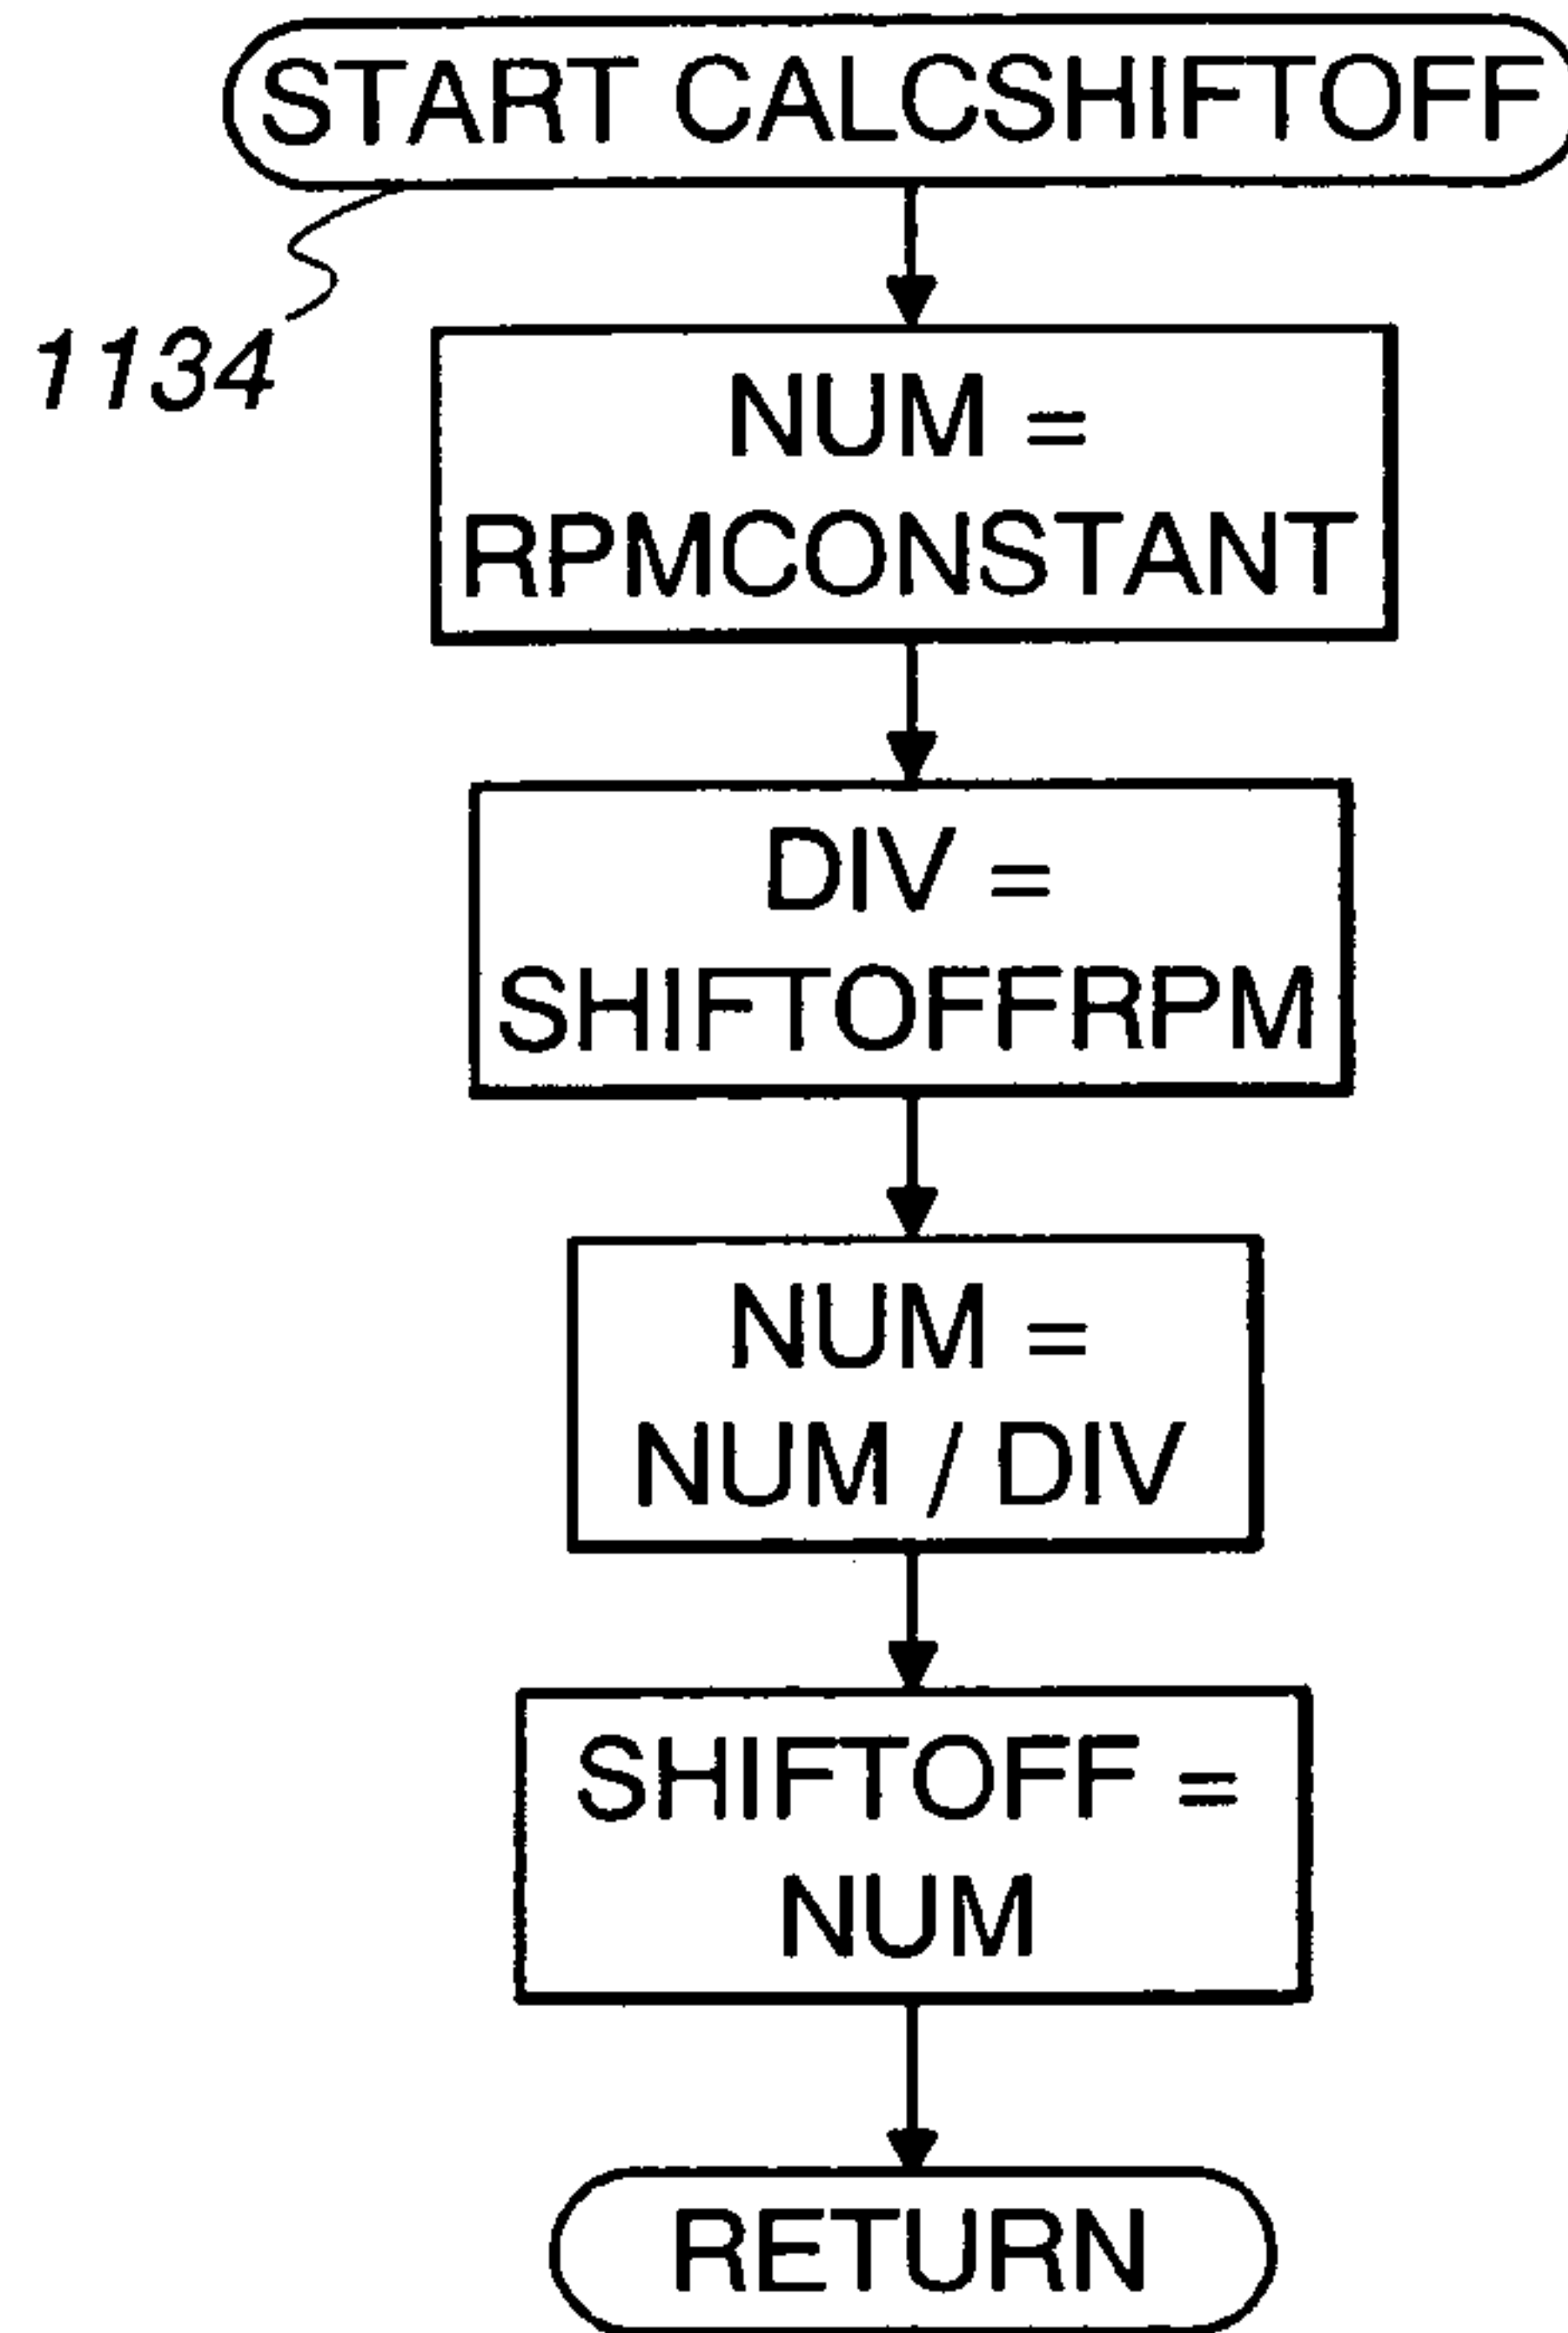 START CALCSHIFTOFF
1134
NUM =
RPMCONSTANT
DIV =
SHIFTOFFRPM
NUM =
NUM / DIV
SHIFTOFF =
NUM
RETURN